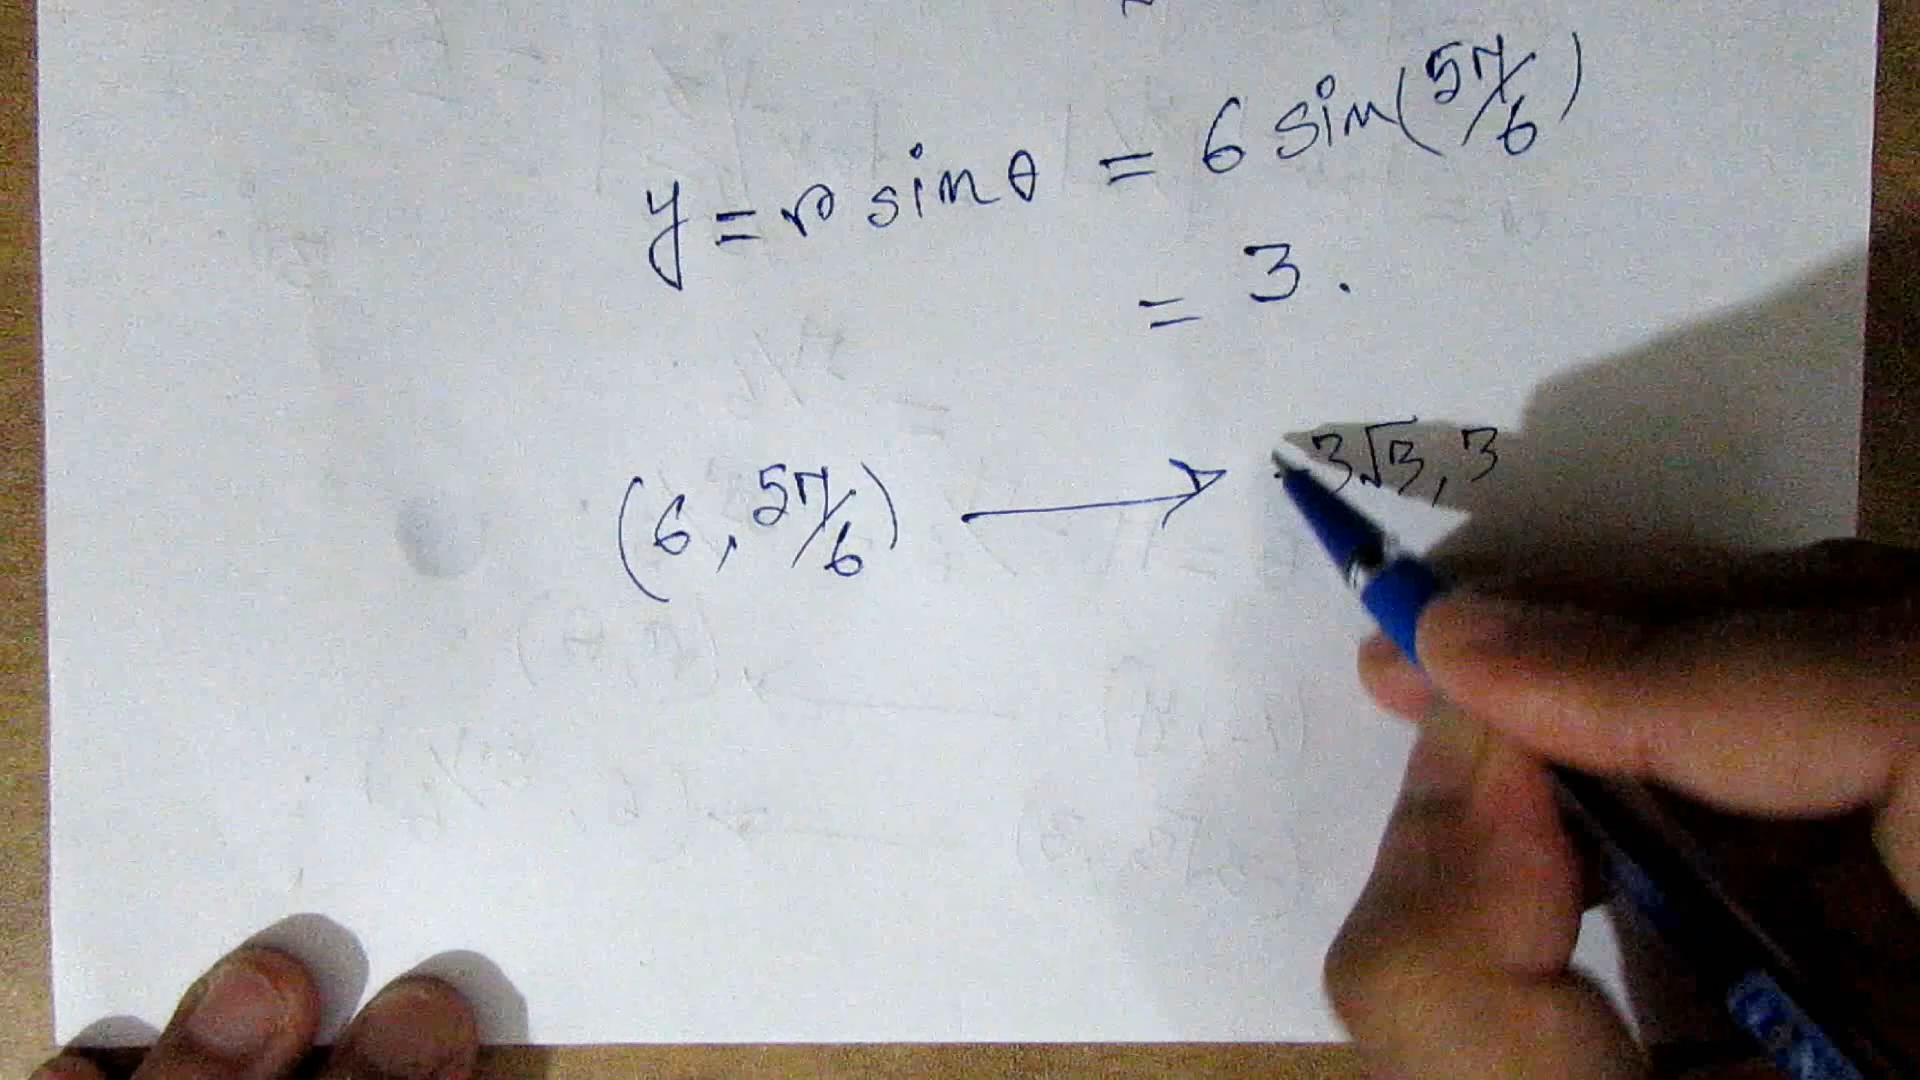 y = r sin θ = 6 sin(5π/6)
= 3.
(6, 5π/6) → 3√3, 3